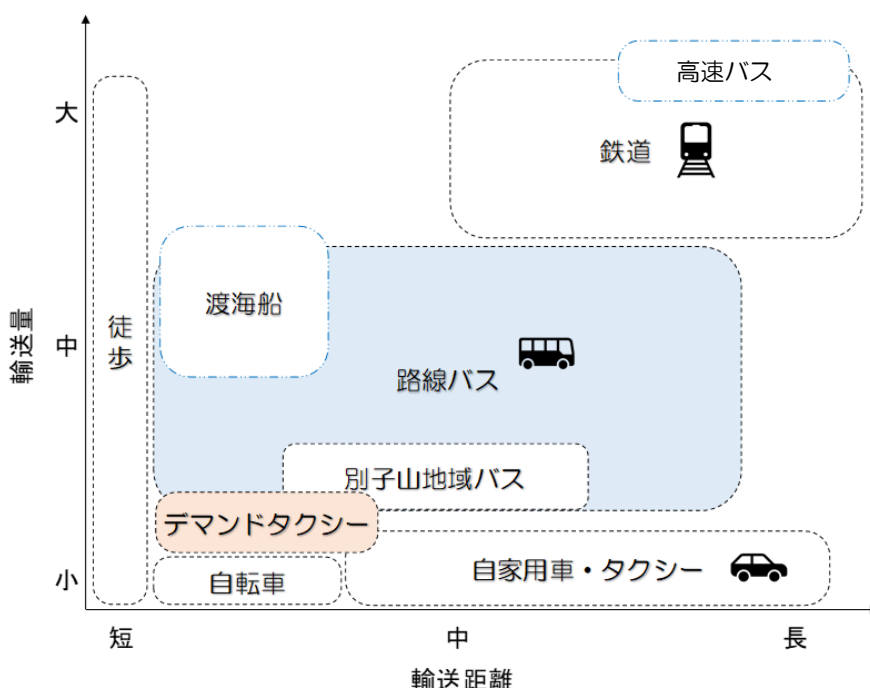 大
高速バス
鉄道
渡海船
輸送量
中
徒歩
路線バス
別子山地域バス
デマンドタクシー
小
自転車
自家用車・タクシー
短
中
長
輸送距離